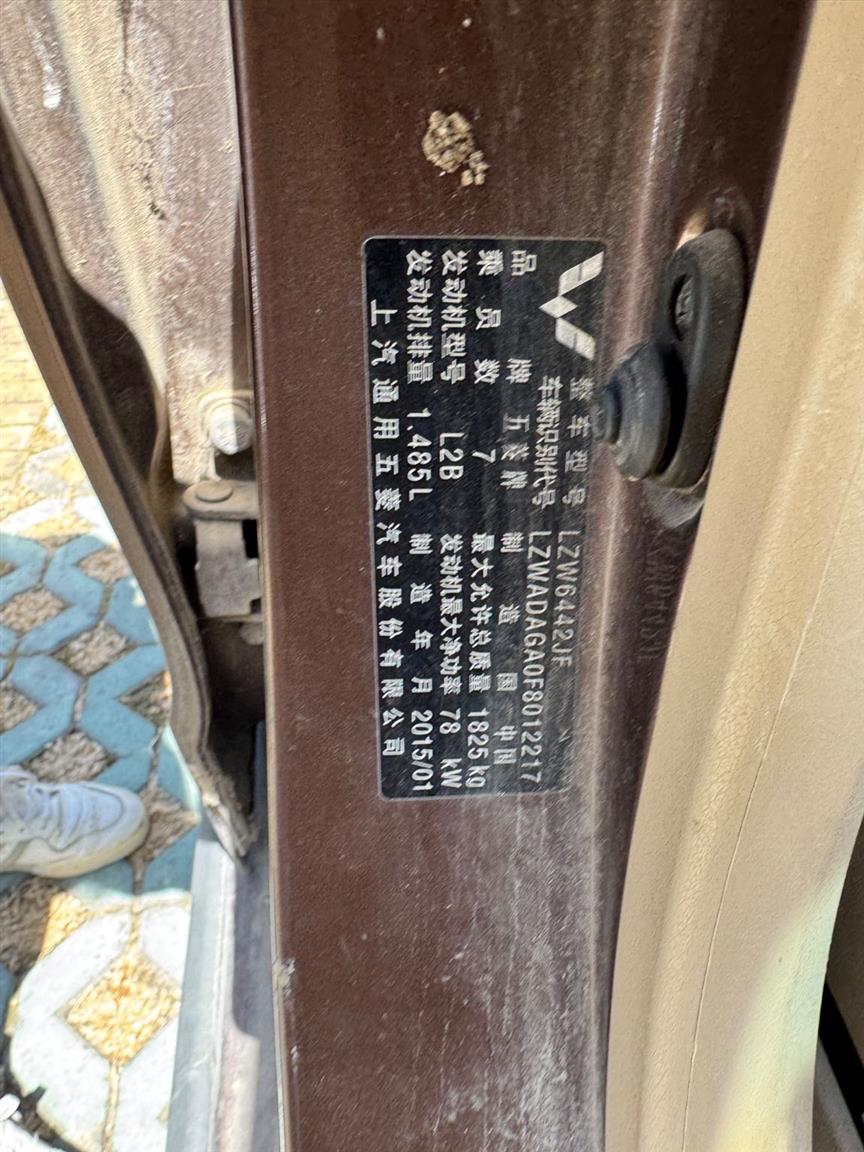 整车型号 LZW6442JF
车辆识别代号 LZWADAGA0F8012217
品牌 五菱牌 制造国 中国
乘员数 7 最大允许总质量 1825kg
发动机型号 L2B 发动机最大净功率 78 kW
发动机排量 1.485L 制造年月 2015/01
上汽通用五菱汽车股份有限公司